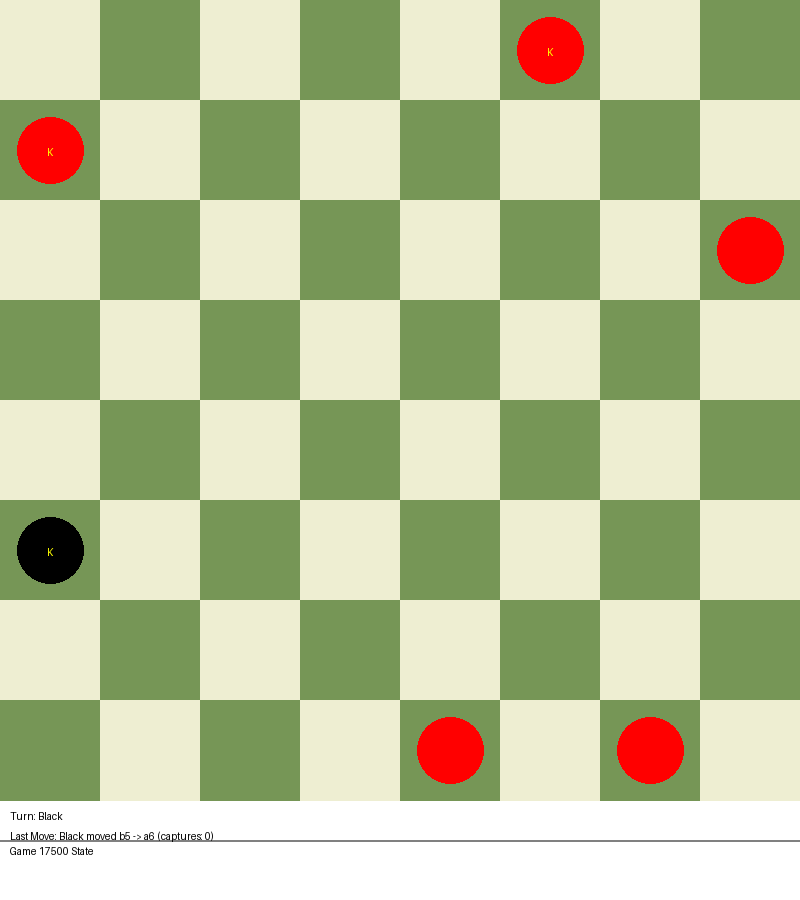 K
K
K
Turn: Black
Last Move: Black moved b5 -> a6 (captures: 0)
Game 17500 State